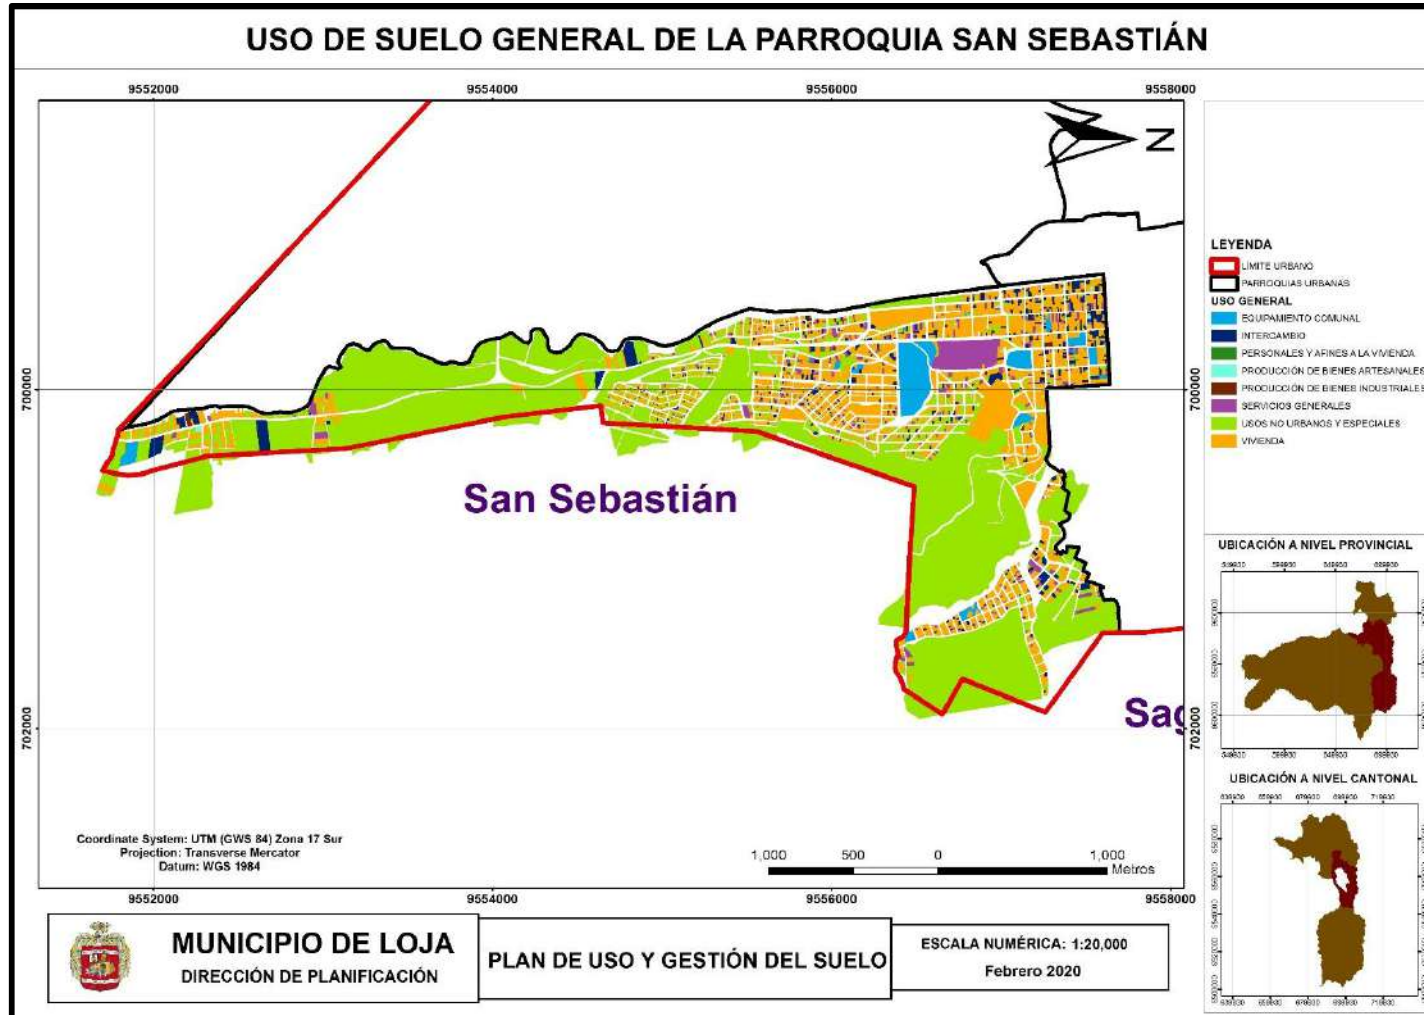 USO DE SUELO GENERAL DE LA PARROQUIA SAN SEBASTIÁN
9552000
9554000
9556000
9558000
N
700000
700000
702000
702000
San Sebastián
Sag
LEYENDA
LÍMITE URBANO
PARROQUIAS URBANAS
USO GENERAL
EQUIPAMIENTO COMUNAL
INTERCAMBIO
PERSONALES Y AFINES A LA VIVIENDA
PRODUCCIÓN DE BIENES ARTESANALES
PRODUCCIÓN DE BIENES INDUSTRIALES
SERVICIOS GENERALES
USOS NO URBANOS Y ESPECIALES
VIVIENDA
UBICACIÓN A NIVEL PROVINCIAL
UBICACIÓN A NIVEL CANTONAL
Coordinate System: UTM (GWS 84) Zona 17 Sur
Projection: Transverse Mercator
Datum: WGS 1984
1,000 500 0 1,000
Metros
9552000
9554000
9556000
9558000
MUNICIPIO DE LOJA
DIRECCIÓN DE PLANIFICACIÓN
PLAN DE USO Y GESTIÓN DEL SUELO
ESCALA NUMÉRICA: 1:20,000
Febrero 2020